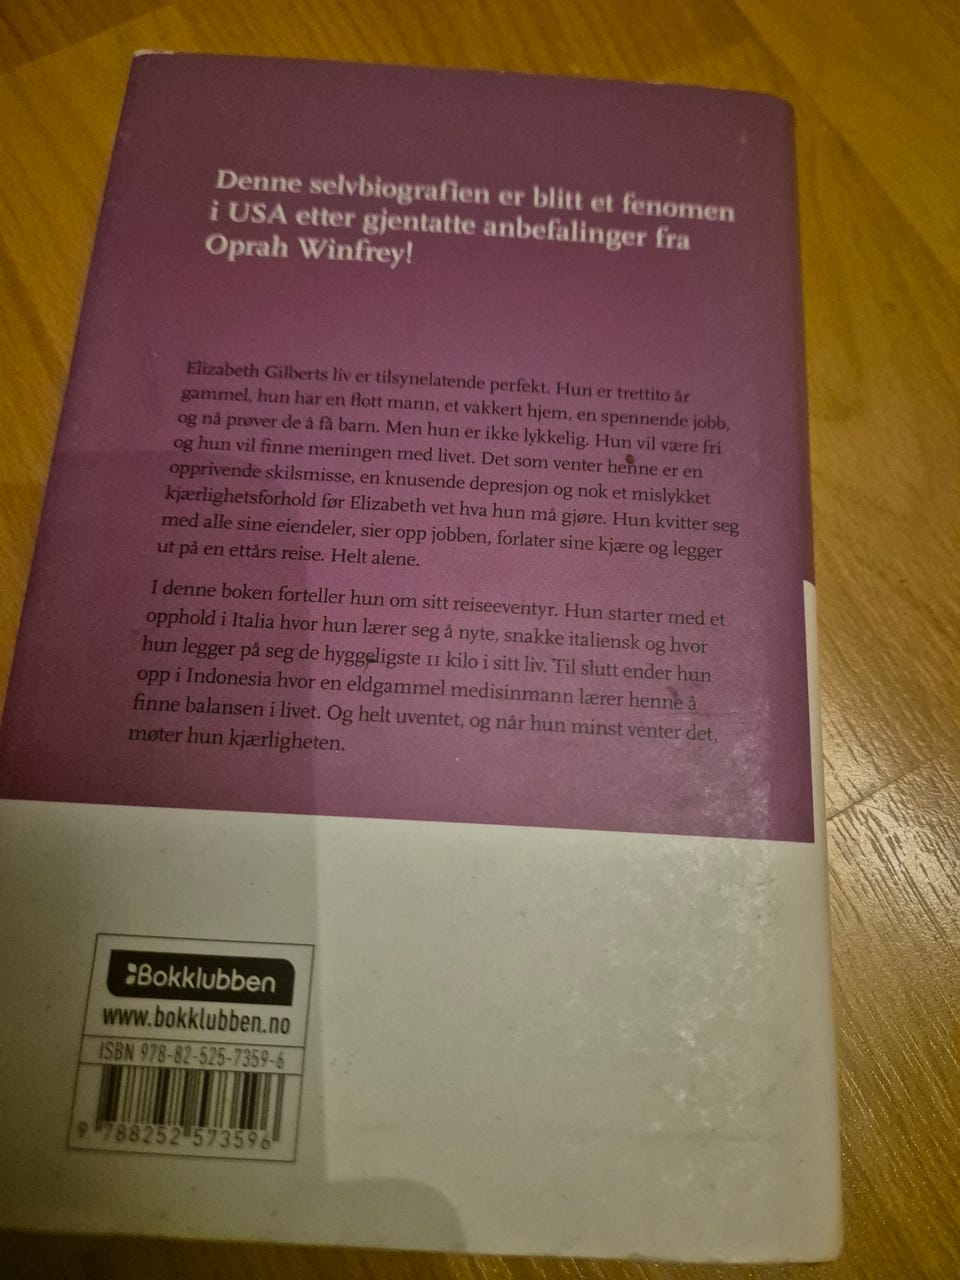 Denne selvbiografien er blitt et fenomen
i USA etter gjentatte anbefalinger fra
Oprah Winfrey!
Elizabeth Gilberts liv er tilsynelatende perfekt. Hun er trettito år
gammel, hun har en flott mann, et vakkert hjem, en spennende jobb,
og nå prøver de å få barn. Men hun er ikke lykkelig. Hun vil være fri
og hun vil finne meningen med livet. Det som venter henne er en
opprivende skilsmisse, en knusende depresjon og nok et mislykket
kjærlighetsforhold før Elizabeth vet hva hun må gjøre. Hun kvitter seg
med alle sine eiendeler, sier opp jobben, forlater sine kjære og legger
ut på en ettårs reise. Helt alene.
I denne boken forteller hun om sitt reiseeventyr. Hun starter med et
opphold i Italia hvor hun lærer seg å nyte, snakke italiensk og hvor
hun legger på seg de hyggeligste 11 kilo i sitt liv. Til slutt ender hun
opp i Indonesia hvor en eldgammel medisinmann lærer henne å
finne balansen i livet. Og helt uventet, og når hun minst venter det,
møter hun kjærligheten.
Bokklubben
www.bokklubben.no
ISBN 978-82-525-7359-6
9 788252 573596